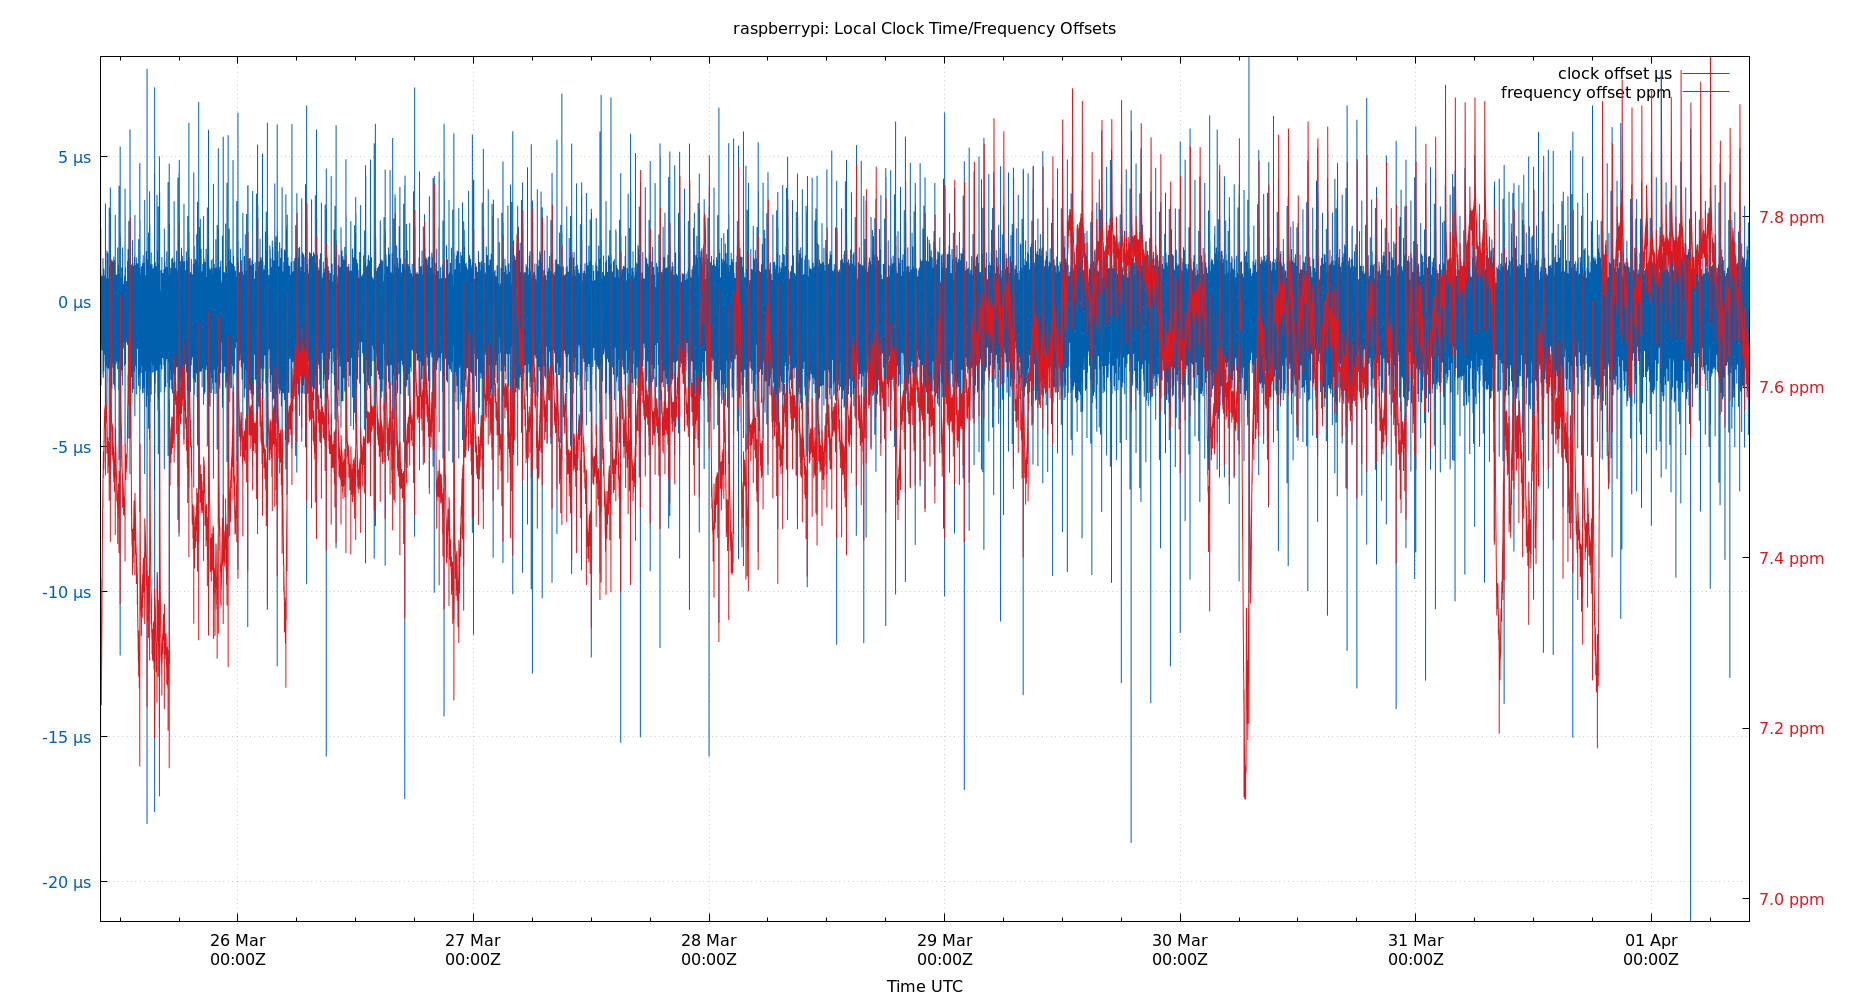 raspberrypi: Local Clock Time/Frequency Offsets
clock offset µs
frequency offset ppm
5 µs
0 µs
-5 µs
-10 µs
-15 µs
-20 µs
7.8 ppm
7.6 ppm
7.4 ppm
7.2 ppm
7.0 ppm
26 Mar 27 Mar 28 Mar 29 Mar 30 Mar 31 Mar 01 Apr
00:00Z 00:00Z 00:00Z 00:00Z 00:00Z 00:00Z 00:00Z
Time UTC